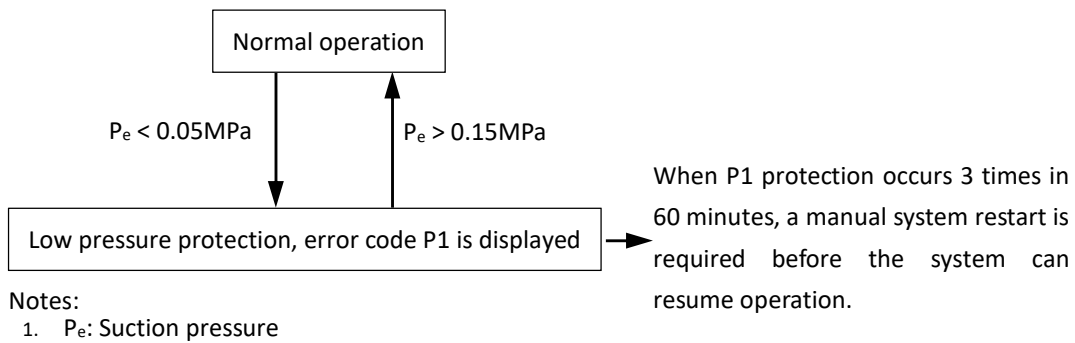 Normal operation
Pₑ < 0.05MPa
Pₑ > 0.15MPa
Low pressure protection, error code P1 is displayed
When P1 protection occurs 3 times in
60 minutes, a manual system restart is
required before the system can
resume operation.
Notes:
1. Pₑ: Suction pressure